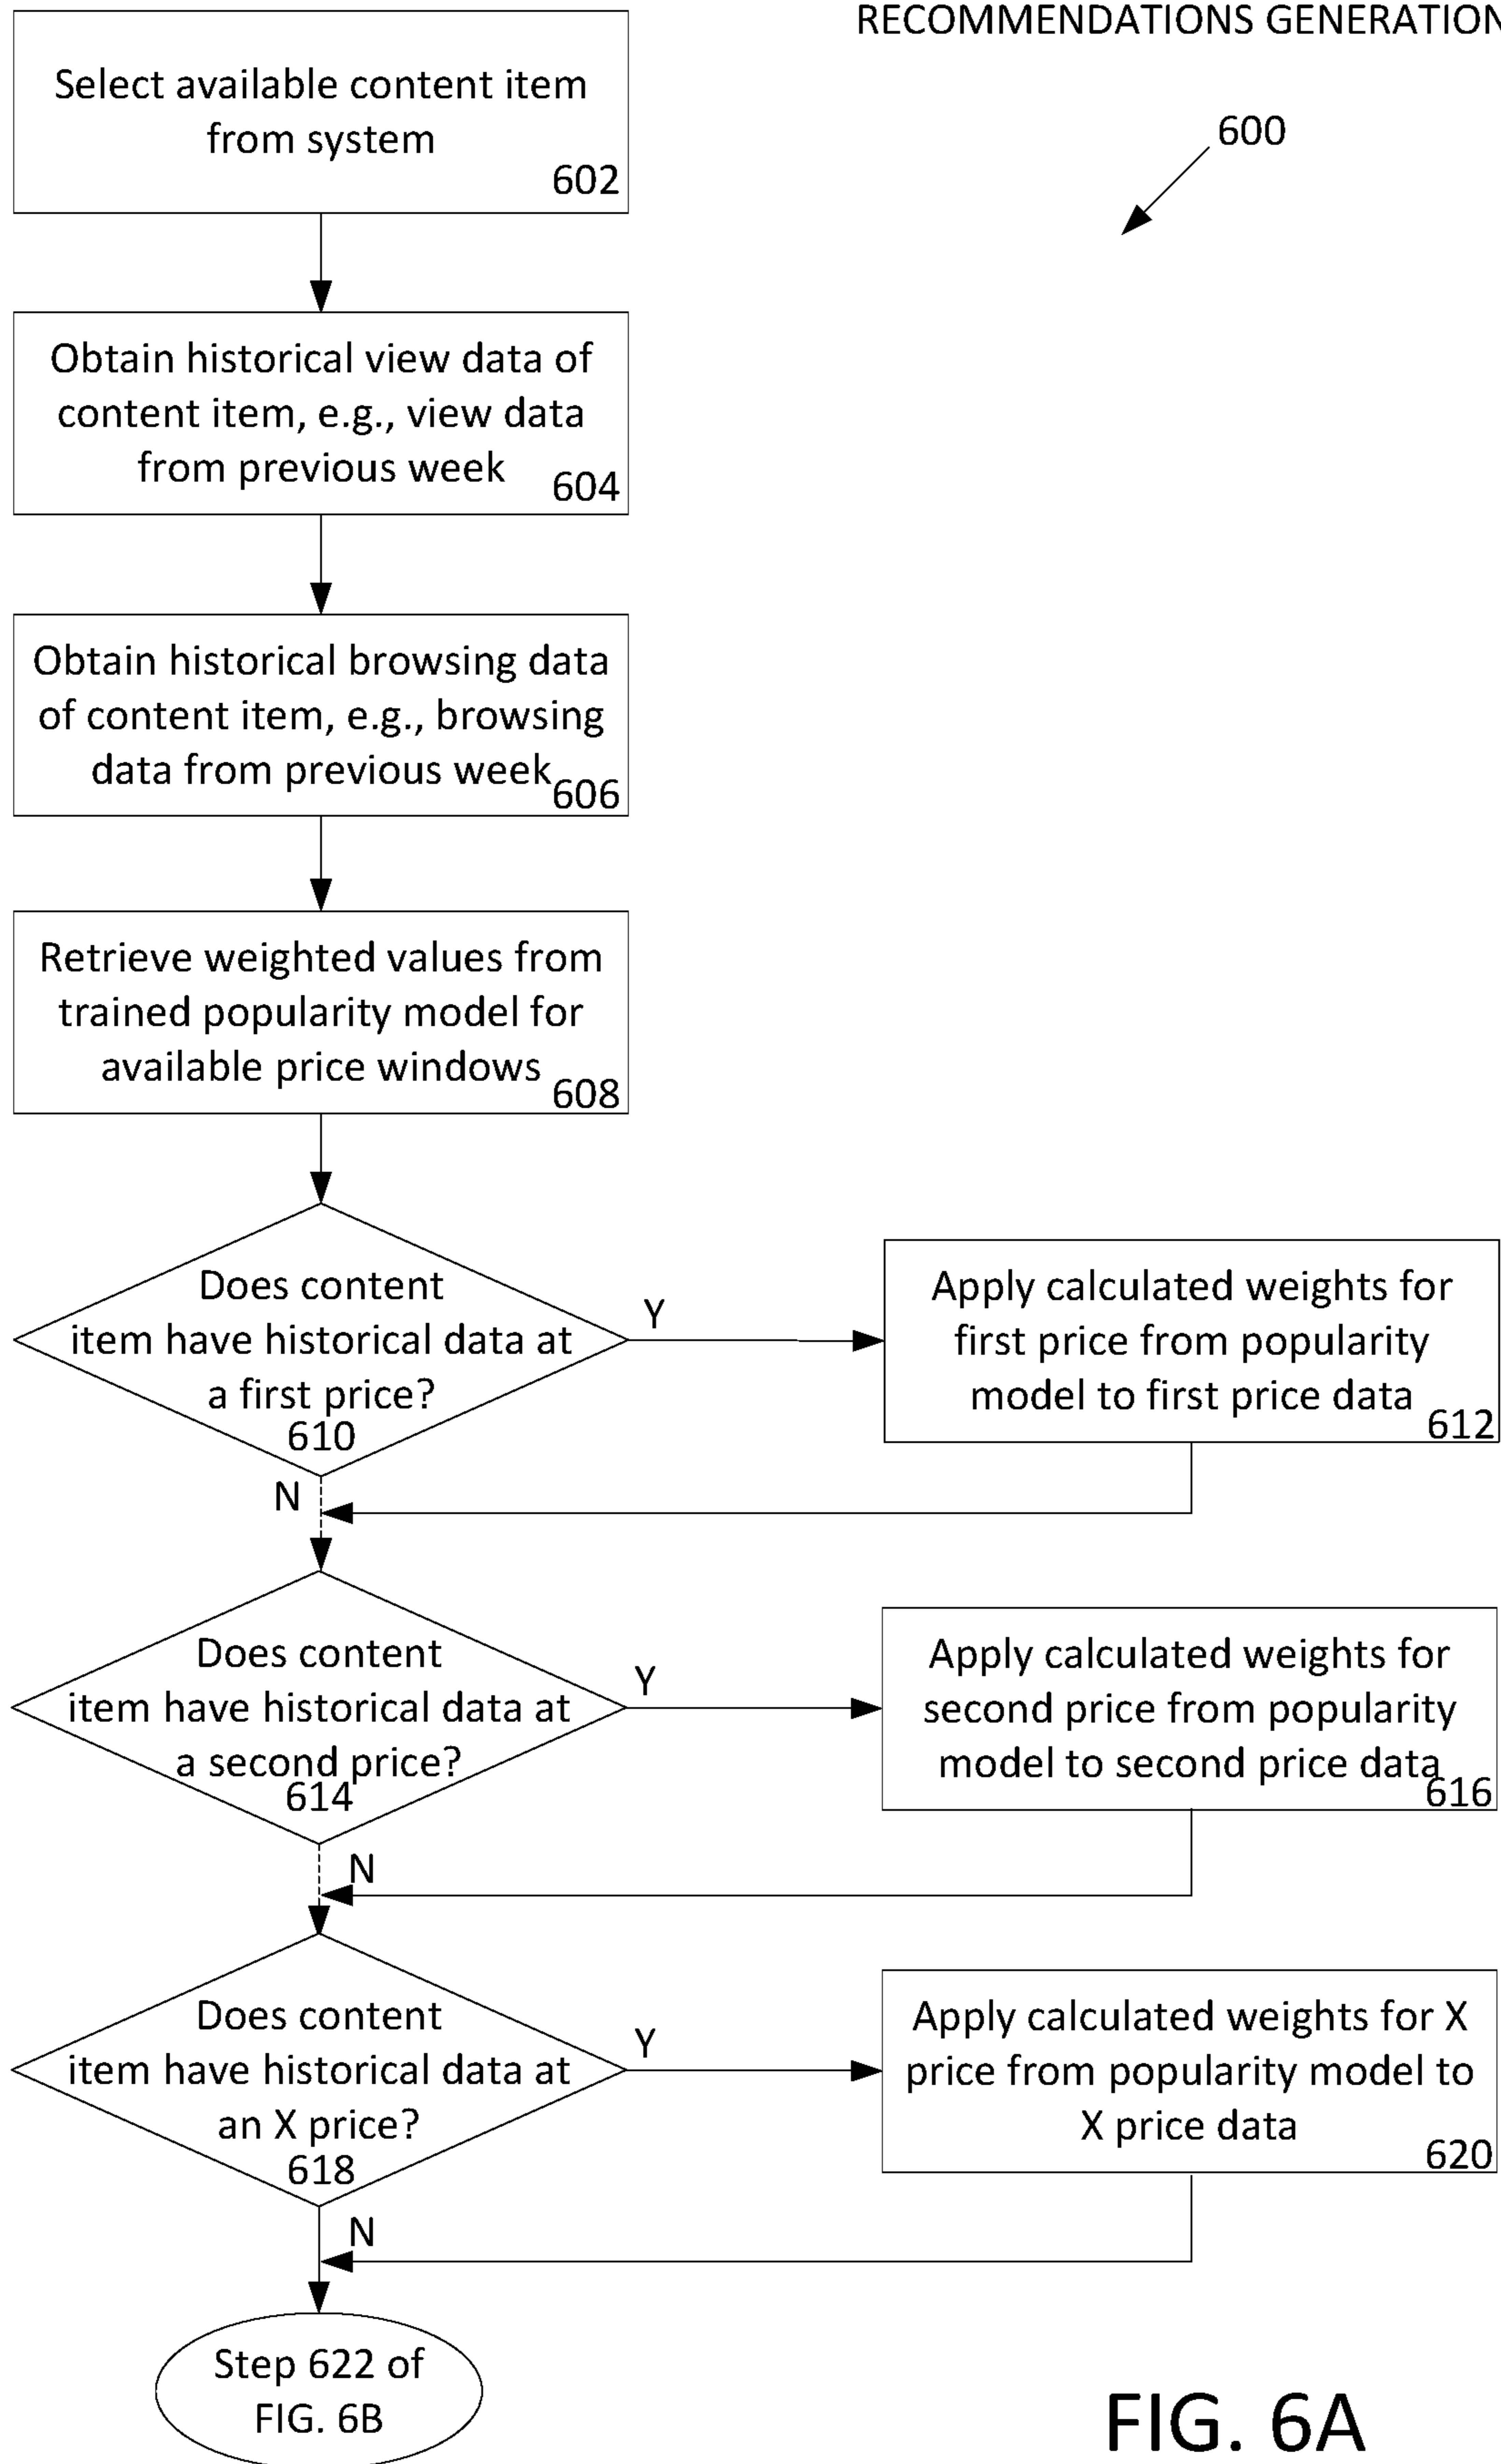 RECOMMENDATIONS GENERATION
600
Select available content item
from system
602
Obtain historical view data of
content item, e.g., view data
from previous week
604
Obtain historical browsing data
of content item, e.g., browsing
data from previous week
606
Retrieve weighted values from
trained popularity model for
available price windows
608
Does content
item have historical data at
a first price?
610
Y
N
Apply calculated weights for
first price from popularity
model to first price data
612
Does content
item have historical data at
a second price?
614
Y
N
Apply calculated weights for
second price from popularity
model to second price data
616
Does content
item have historical data at
an X price?
618
Y
N
Apply calculated weights for X
price from popularity model to
X price data
620
Step 622 of
FIG. 6B
FIG. 6A